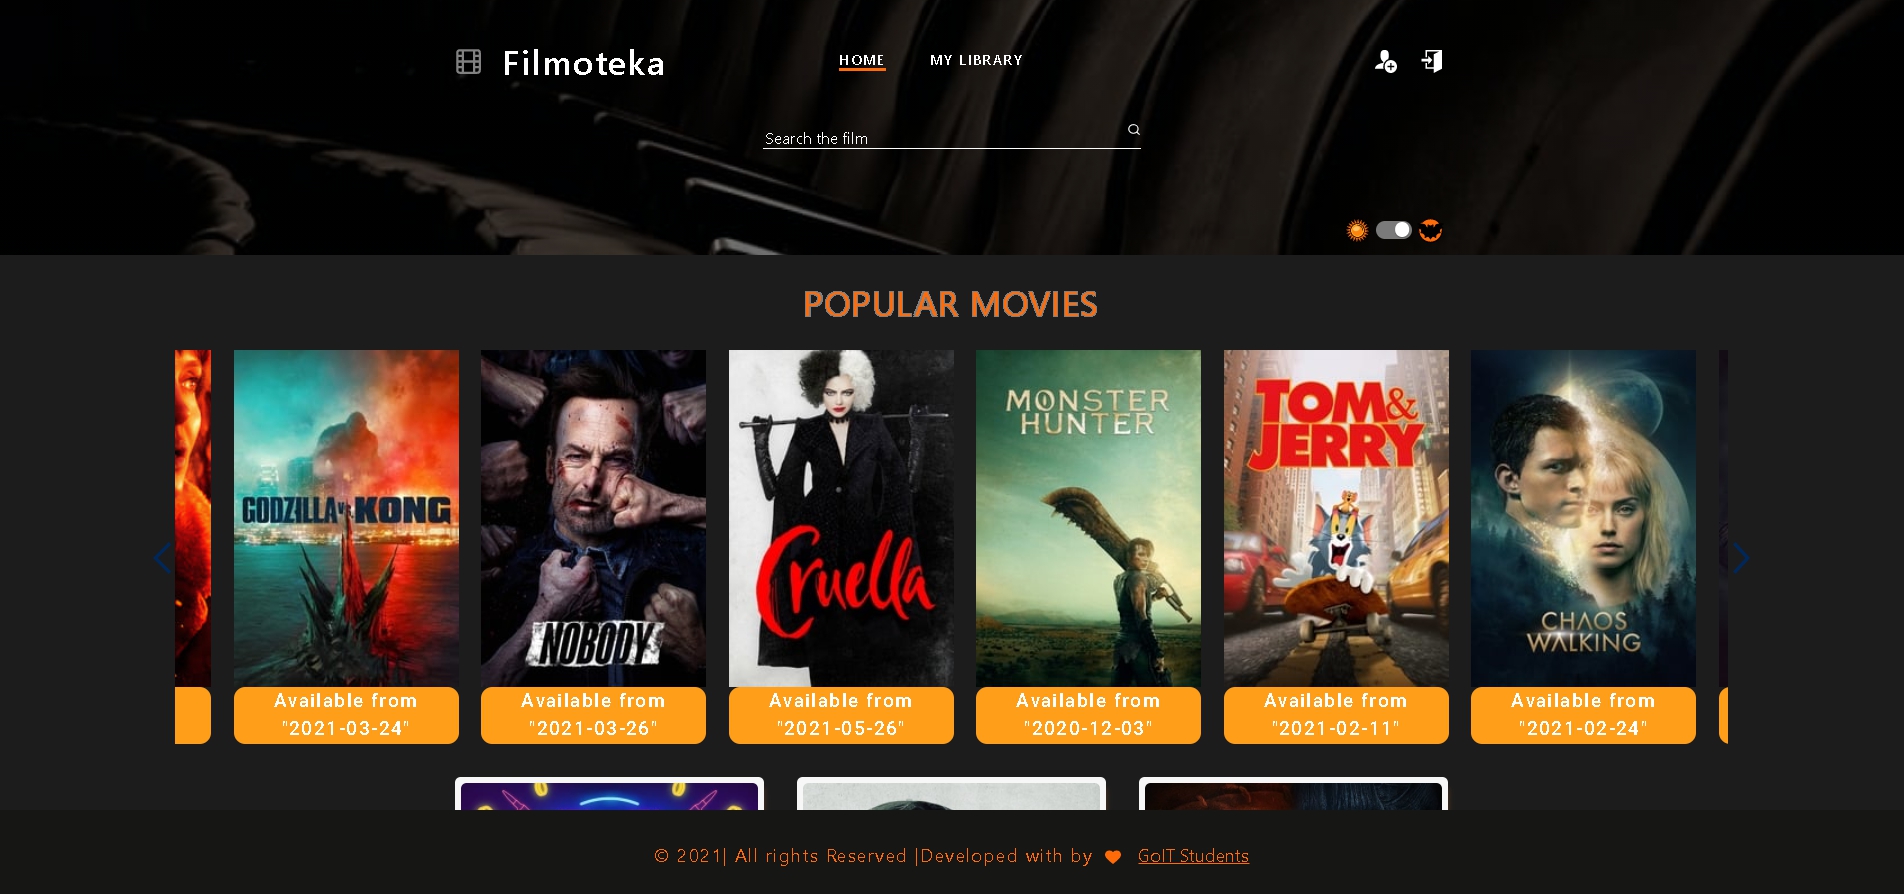 Filmoteka
HOME
MY LIBRARY
Search the film
POPULAR MOVIES
GODZILLA vs. KONG
NOBODY
Cruella
MONSTER
HUNTER
TOM &
JERRY
CHAOS
WALKING
Available from
"2021-03-24"
Available from
"2021-03-26"
Available from
"2021-05-26"
Available from
"2020-12-03"
Available from
"2021-02-11"
Available from
"2021-02-24"
© 2021| All rights Reserved |Developed with by GoIT Students